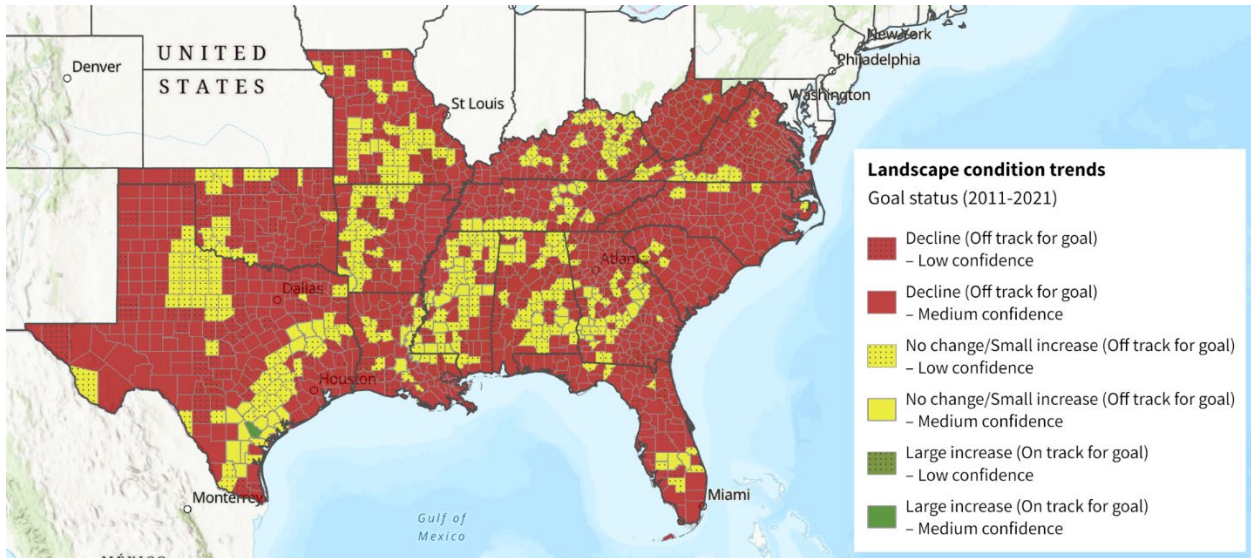 New York
Philadelphia
Denver
UNITED
STATES
St Louis
Washington
Landscape condition trends
Goal status (2011-2021)
Decline (Off track for goal)
– Low confidence
Decline (Off track for goal)
– Medium confidence
No change/Small increase (Off track for goal)
– Low confidence
No change/Small increase (Off track for goal)
– Medium confidence
Large increase (On track for goal)
– Low confidence
Large increase (On track for goal)
– Medium confidence
Atlanta
Dallas
Houston
Monterrey
Miami
Gulf of
Mexico